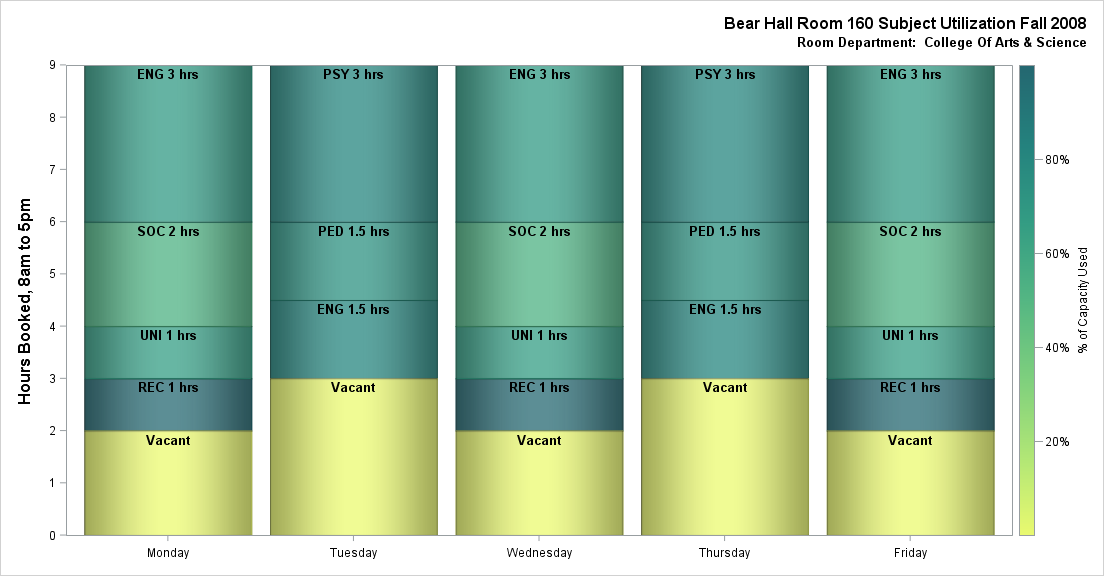 Bear Hall Room 160 Subject Utilization Fall 2008
Room Department:  College Of Arts & Science
Hours Booked, 8am to 5pm
9
8
7
6
5
4
3
2
1
0
ENG 3 hrs
SOC 2 hrs
UNI 1 hrs
REC 1 hrs
Vacant
PSY 3 hrs
PED 1.5 hrs
ENG 1.5 hrs
Vacant
ENG 3 hrs
SOC 2 hrs
UNI 1 hrs
REC 1 hrs
Vacant
PSY 3 hrs
PED 1.5 hrs
ENG 1.5 hrs
Vacant
ENG 3 hrs
SOC 2 hrs
UNI 1 hrs
REC 1 hrs
Vacant
Monday
Tuesday
Wednesday
Thursday
Friday
80%
60%
40%
20%
% of Capacity Used